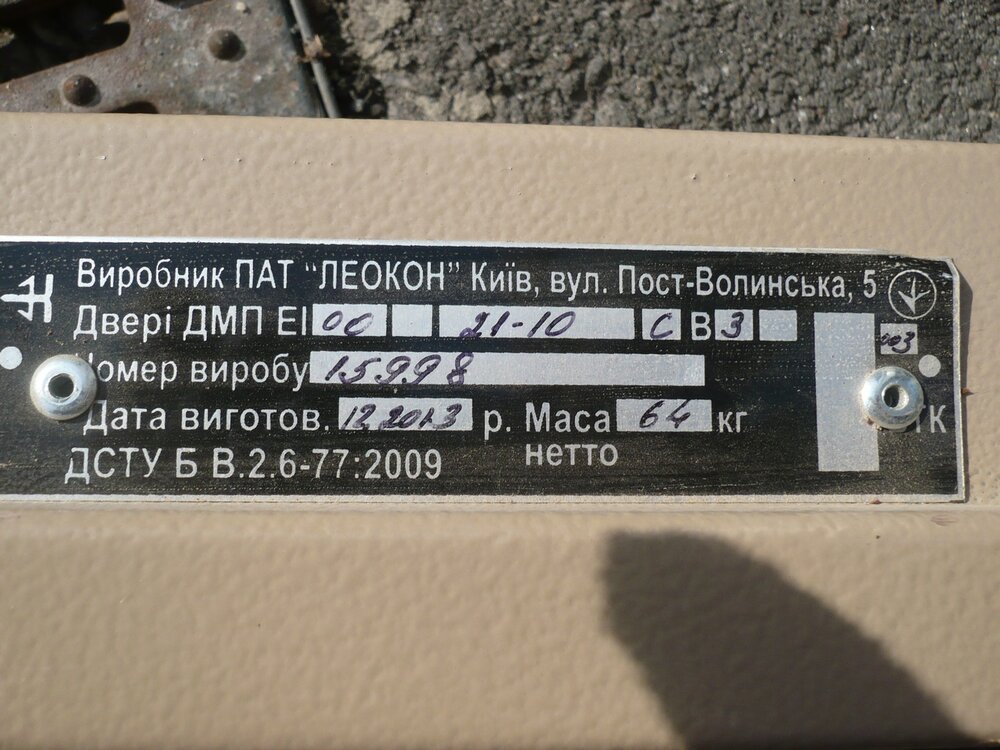 Виробник ПАТ "ЛЕОКОН" Київ, вул. Пост-Волинська, 5
Двері ДМП EI 00 21-10 С В 3
омер виробу 15998
Дата виготов. 12 2013 р. Маса 64 кг
нетто
ДСТУ Б В.2.6-77:2009